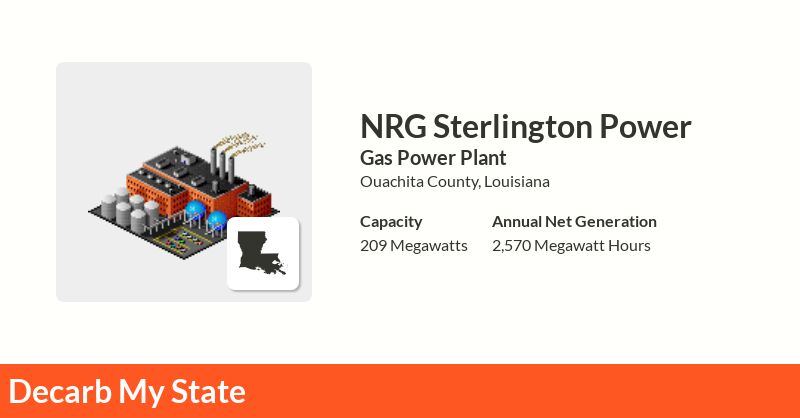 NRG Sterlington Power
Gas Power Plant
Ouachita County, Louisiana
Capacity
209 Megawatts
Annual Net Generation
2,570 Megawatt Hours
Decarb My State